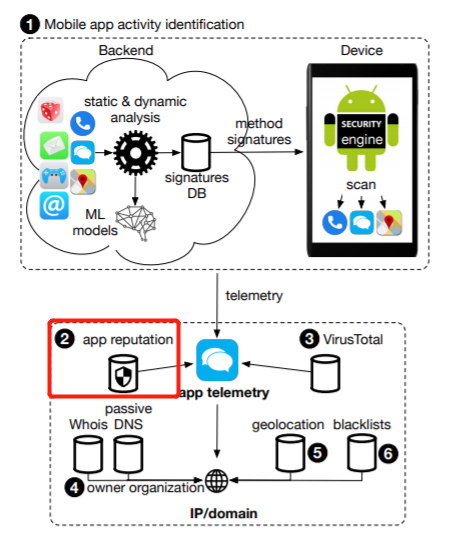 1 Mobile app activity identification
Backend
Device
static & dynamic
analysis
method
signatures
SECURITY
engine
signatures
DB
scan
@
ML
models
telemetry
2 app reputation
3 VirusTotal
app telemetry
passive
Whois DNS
geolocation
blacklists
5
6
4 owner organization
IP/domain